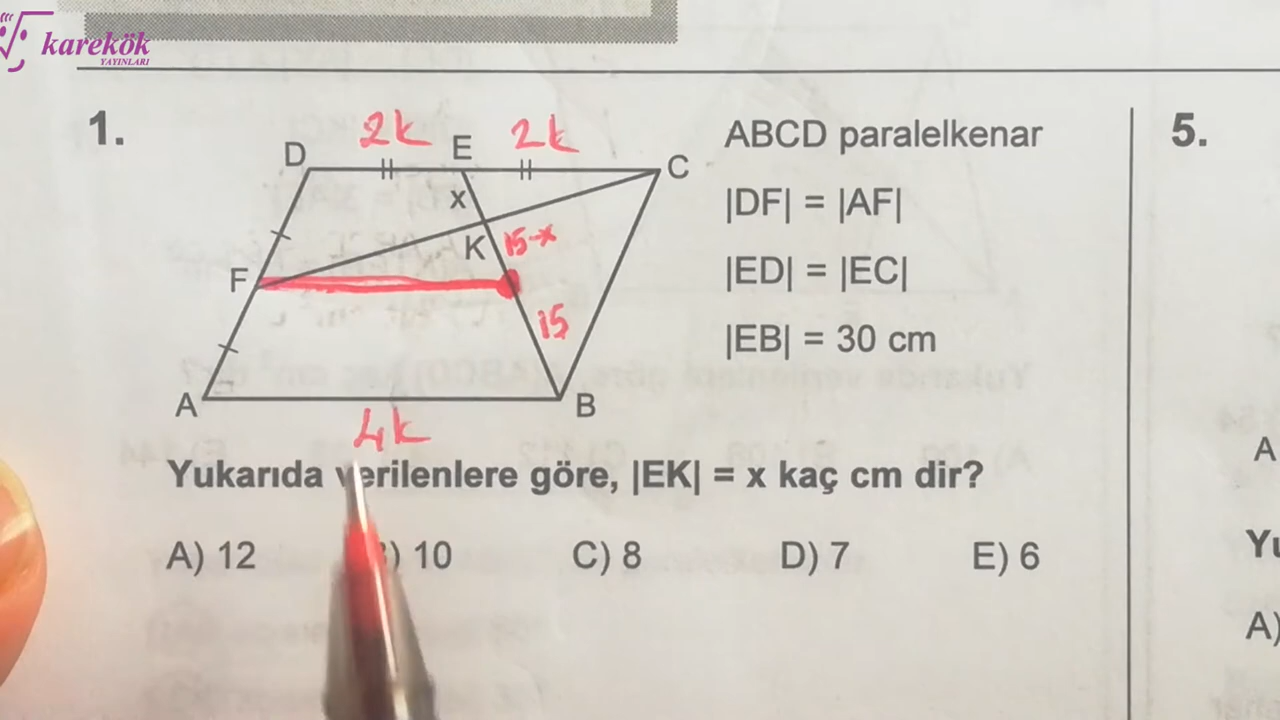 karekök
YAYINLARI
1.
2k
2k
D
E
C
x
K
15-x
F
15
A
B
4k
ABCD paralelkenar
|DF| = |AF|
|ED| = |EC|
|EB| = 30 cm
Yukarıda verilenlere göre, |EK| = x kaç cm dir?
A) 12
B) 10
C) 8
D) 7
E) 6
5.
A
A)